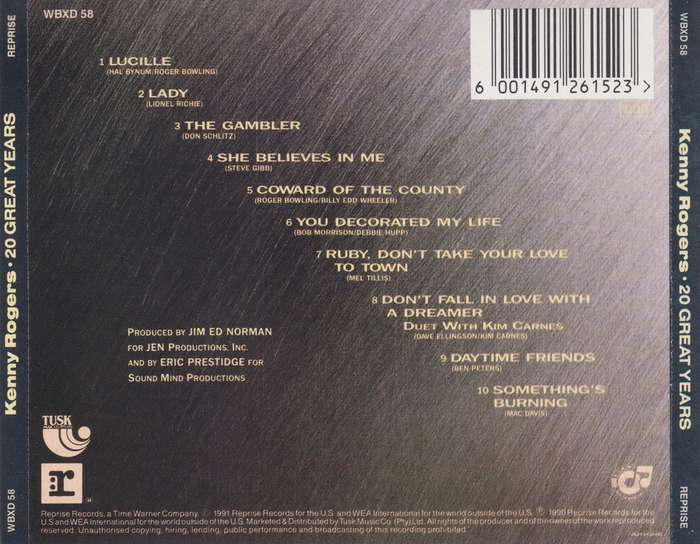 WBXD 58
6 001491 261523
1 LUCILLE
(HAL BYNUM/ROGER BOWLING)
2 LADY
(LIONEL RICHIE)
3 THE GAMBLER
(DON SCHLITZ)
4 SHE BELIEVES IN ME
(STEVE GIBB)
5 COWARD OF THE COUNTY
(ROGER BOWLING/BILLY EDD WHEELER)
6 YOU DECORATED MY LIFE
(BOB MORRISON/DEBBIE HUPP)
7 RUBY, DON'T TAKE YOUR LOVE
TO TOWN
(MEL TILLIS)
8 DON'T FALL IN LOVE WITH
A DREAMER
DUET WITH KIM CARNES
(DAVE ELLINGSON/KIM CARNES)
9 DAYTIME FRIENDS
(BEN PETERS)
10 SOMETHING'S
BURNING
(MAC DAVIS)
PRODUCED BY JIM ED NORMAN
FOR JEN PRODUCTIONS, INC.
AND BY ERIC PRESTIDGE FOR
SOUND MIND PRODUCTIONS
TUSK
r
Reprise Records, a Time Warner Company. ℗ 1991 Reprise Records for the U.S. and WEA International for the world outside of the U.S. ℗ 1990 Reprise Records for the
U.S and WEA International for the world outside of the U.S. Marketed & Distributed by Tusk Music Co. (Pty) Ltd. All rights of the producer and of the owner of the work reproduced
reserved. Unauthorised copying, hiring, lending, public performance and broadcasting of this recording prohibited.
WBXD 58
Kenny Rogers · 20 GREAT YEARS
REPRISE
WBXD 58
Kenny Rogers · 20 GREAT YEARS
REPRISE